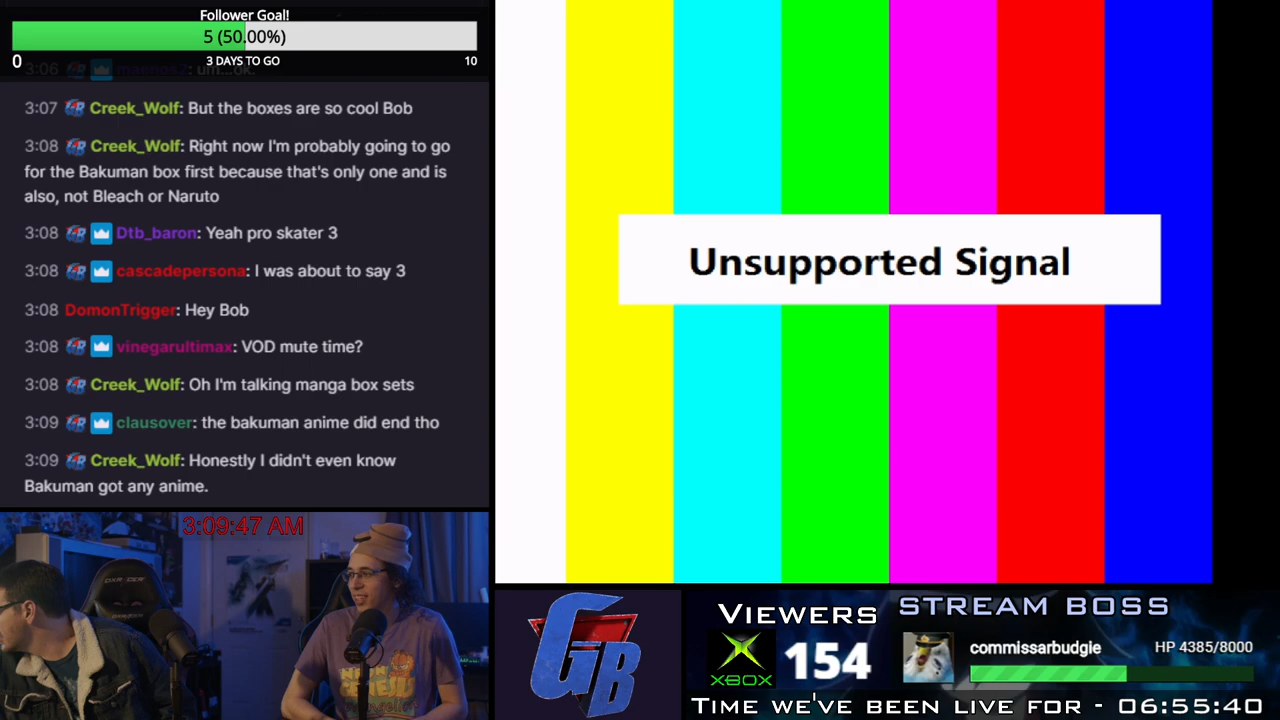 Follower Goal!
5 (50.00%)
0 3 DAYS TO GO 10
3:06 maenos2: um...ok.
3:07 Creek_Wolf: But the boxes are so cool Bob
3:08 Creek_Wolf: Right now I'm probably going to go
for the Bakuman box first because that's only one and is
also, not Bleach or Naruto
3:08 Dtb_baron: Yeah pro skater 3
3:08 cascadepersona: I was about to say 3
3:08 DomonTrigger: Hey Bob
3:08 vinegarultimax: VOD mute time?
3:08 Creek_Wolf: Oh I'm talking manga box sets
3:09 clausover: the bakuman anime did end tho
3:09 Creek_Wolf: Honestly I didn't even know
Bakuman got any anime.
3:09:47 AM
Unsupported Signal
GB
VIEWERS
XBOX
154
STREAM BOSS
commissarbudgie HP 4385/8000
TIME WE'VE BEEN LIVE FOR - 06:55:40